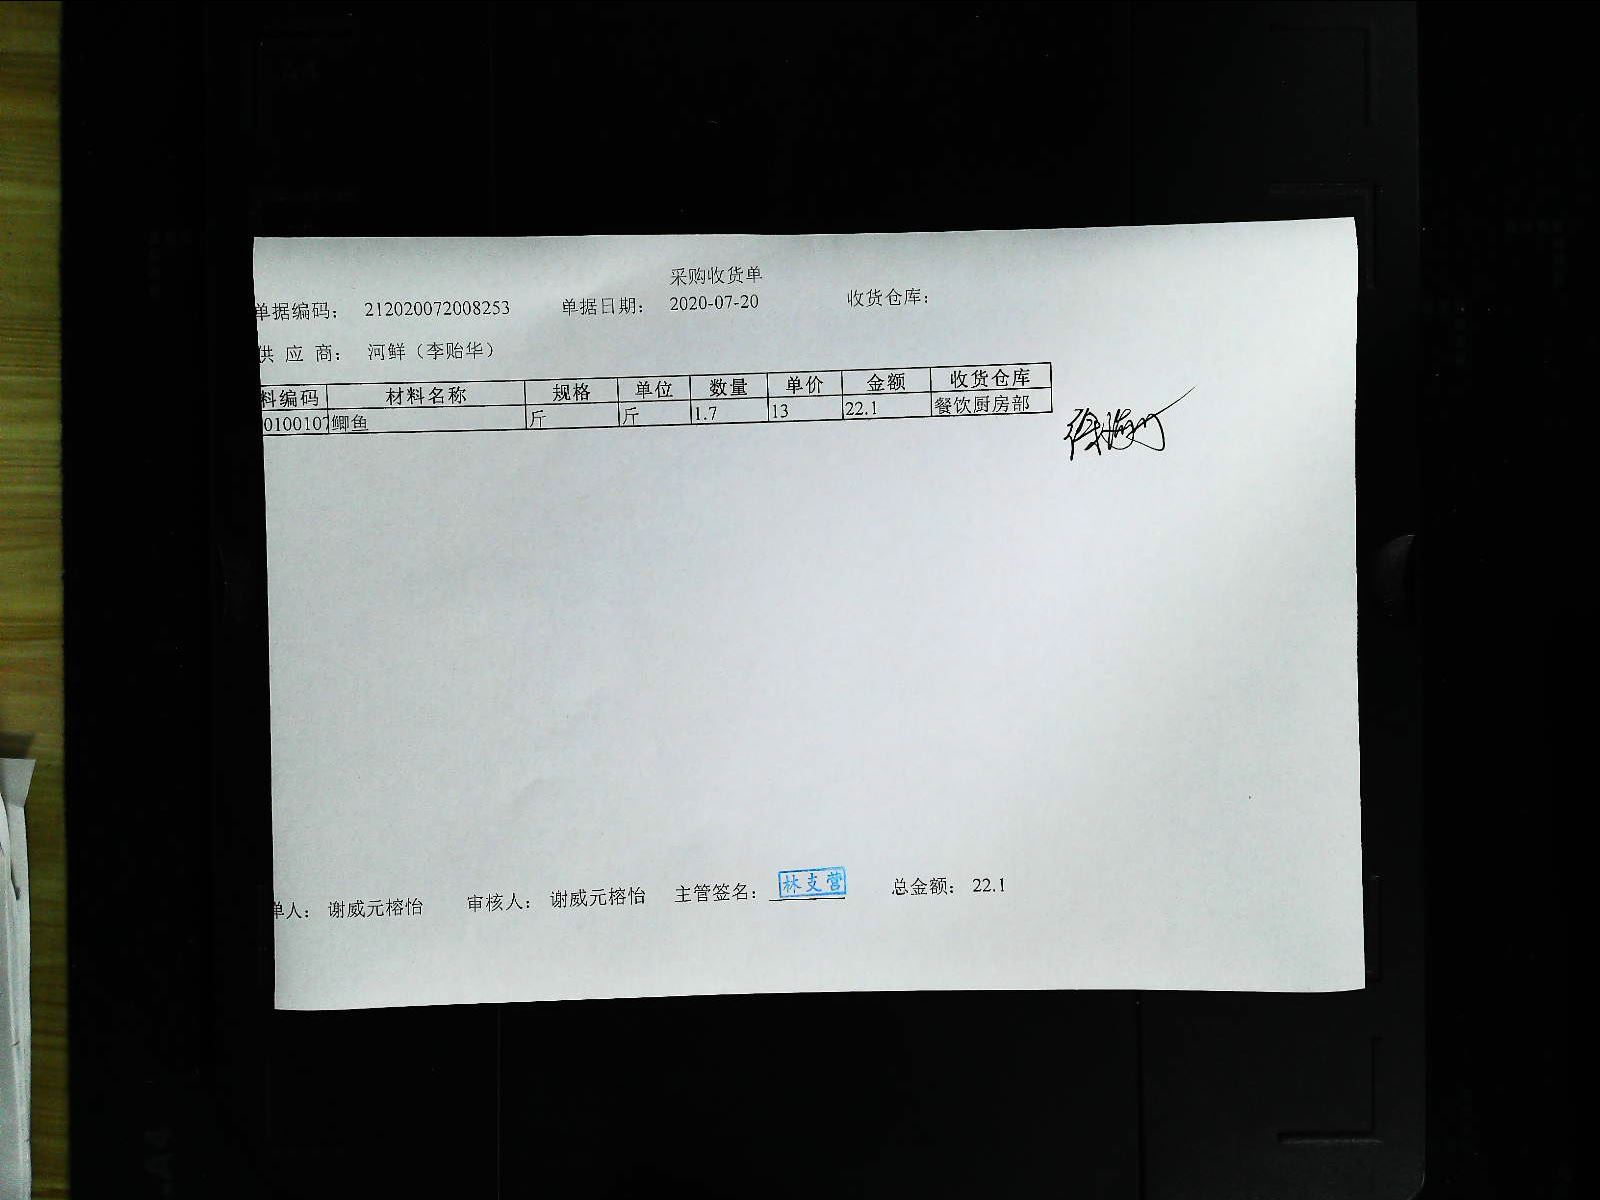 采购收货单
单据编码： 212020072008253 单据日期： 2020-07-20 收货仓库：
供 应 商： 河鲜（李贻华）
料编码 材料名称 规格 单位 数量 单价 金额 收货仓库
0100107 鲫鱼 斤 斤 1.7 13 22.1 餐饮厨房部
单人： 谢威元榕怡 审核人： 谢威元榕怡 主管签名： 林支营 总金额： 22.1